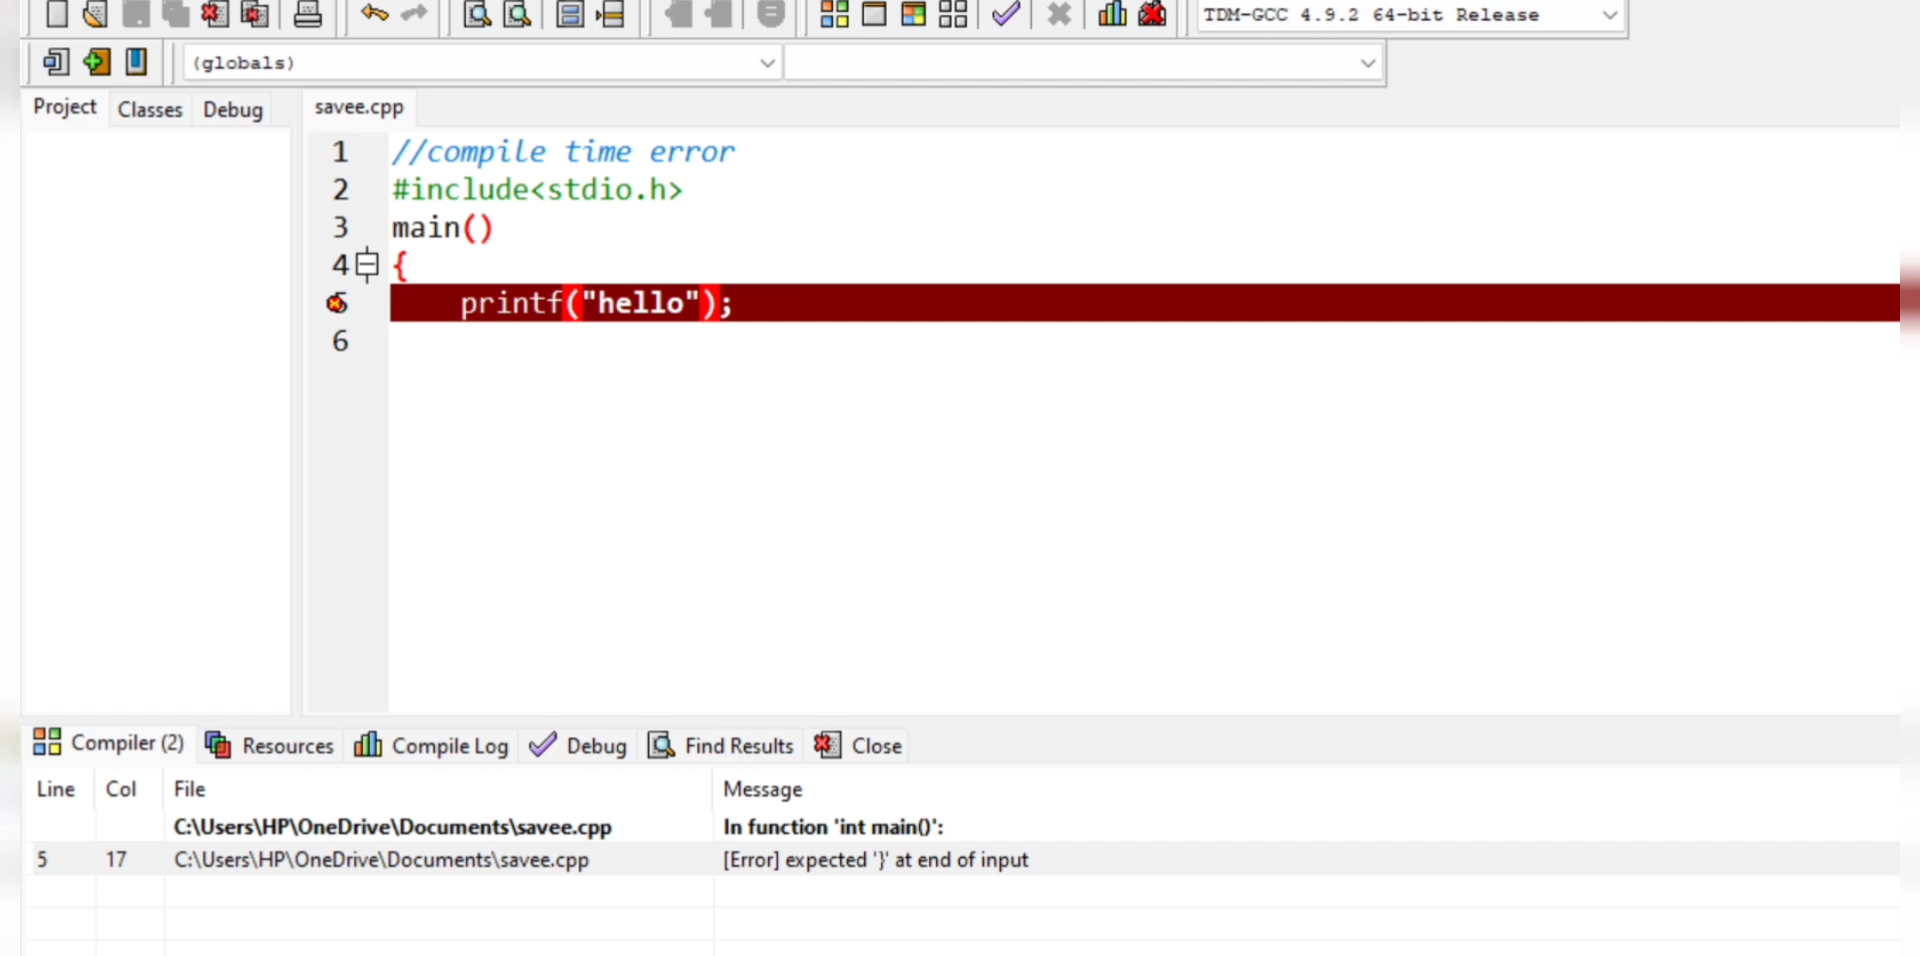 TDM-GCC 4.9.2 64-bit Release
(globals)
Project Classes Debug savee.cpp
1 //compile time error
2 #include<stdio.h>
3 main()
4 {
5 printf("hello");
6
Compiler (2) Resources Compile Log Debug Find Results Close
Line Col File Message
C:\Users\HP\OneDrive\Documents\savee.cpp In function 'int main()':
5 17 C:\Users\HP\OneDrive\Documents\savee.cpp [Error] expected '}' at end of input